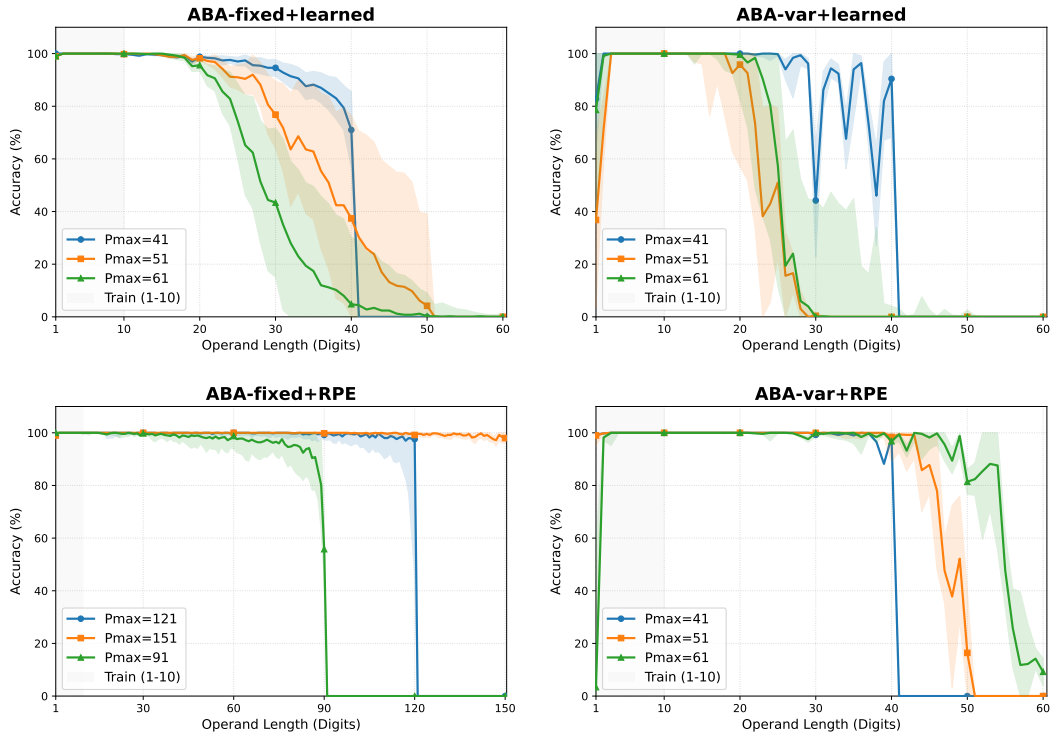 ABA-fixed+learned
100
80
60
40
20
0
Accuracy (%)
Pmax=41
Pmax=51
Pmax=61
Train (1-10)
1 10 20 30 40 50 60
Operand Length (Digits)
ABA-var+learned
100
80
60
40
20
0
Accuracy (%)
Pmax=41
Pmax=51
Pmax=61
Train (1-10)
1 10 20 30 40 50 60
Operand Length (Digits)
ABA-fixed+RPE
100
80
60
40
20
0
Accuracy (%)
Pmax=121
Pmax=151
Pmax=91
Train (1-10)
1 30 60 90 120 150
Operand Length (Digits)
ABA-var+RPE
100
80
60
40
20
0
Accuracy (%)
Pmax=41
Pmax=51
Pmax=61
Train (1-10)
1 10 20 30 40 50 60
Operand Length (Digits)